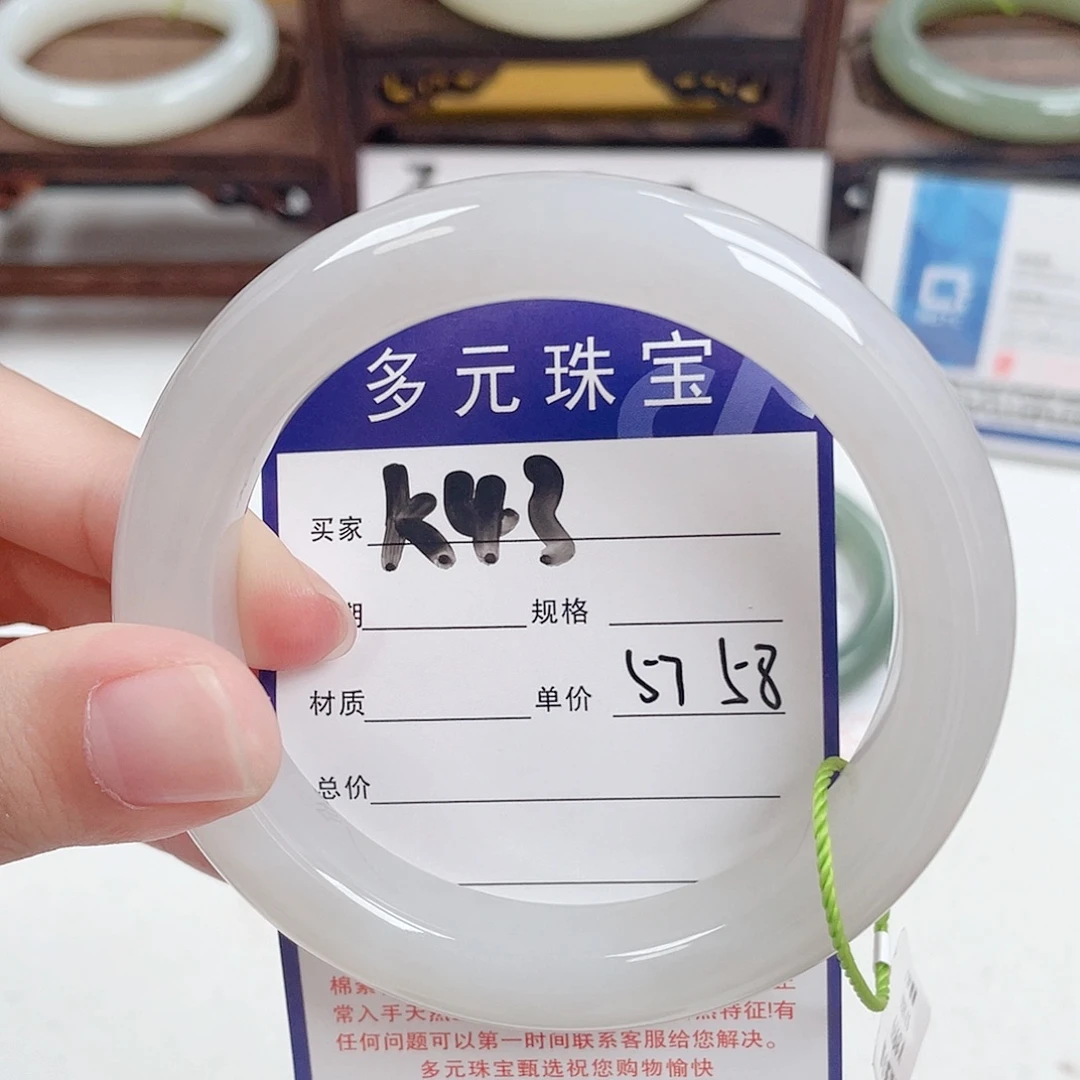 多元珠宝
买家 K43
期 规格
材质 单价 57 58
总价
棉
常入手天然 特征!有
任何问题可以第一时间联系客服给您解决。
多元珠宝甄选祝您购物愉快